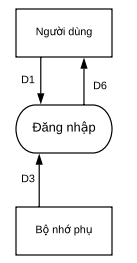 Người dùng
D1
D6
Đăng nhập
D3
Bộ nhớ phụ